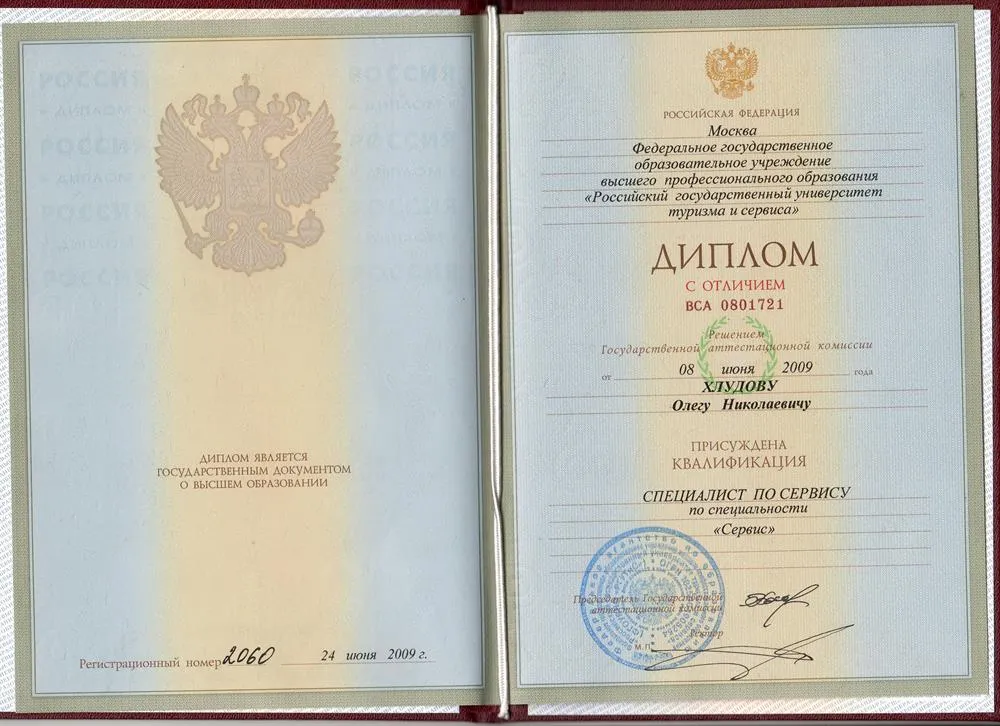 РОССИЯ
ДИПЛОМ ЯВЛЯЕТСЯ
ГОСУДАРСТВЕННЫМ ДОКУМЕНТОМ
О ВЫСШЕМ ОБРАЗОВАНИИ
Регистрационный номер 2060 24 июня 2009 г.
РОССИЙСКАЯ ФЕДЕРАЦИЯ
Москва
Федеральное государственное
образовательное учреждение
высшего профессионального образования
«Российский государственный университет
туризма и сервиса»
ДИПЛОМ
С ОТЛИЧИЕМ
ВСА 0801721
Решением
Государственной аттестационной комиссии
от 08 июня 2009 года
ХЛУДОВУ
Олегу Николаевичу
ПРИСУЖДЕНА
КВАЛИФИКАЦИЯ
СПЕЦИАЛИСТ ПО СЕРВИСУ
по специальности
«Сервис»
Председатель Государственной
аттестационной комиссии
Ректор
М.П.